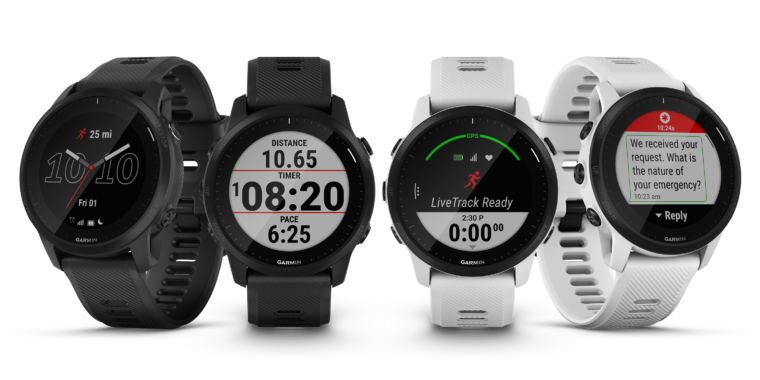 25 mi
10 10
Fri 01
GARMIN
DISTANCE
10.65
TIMER
1:08:20
PACE
6:25
GARMIN
GPS
LiveTrack Ready
2:30 P
0:00:00
GARMIN
10:24a
We received your
request. What is
the nature of
your emergency?
10:23 am
Reply
GARMIN